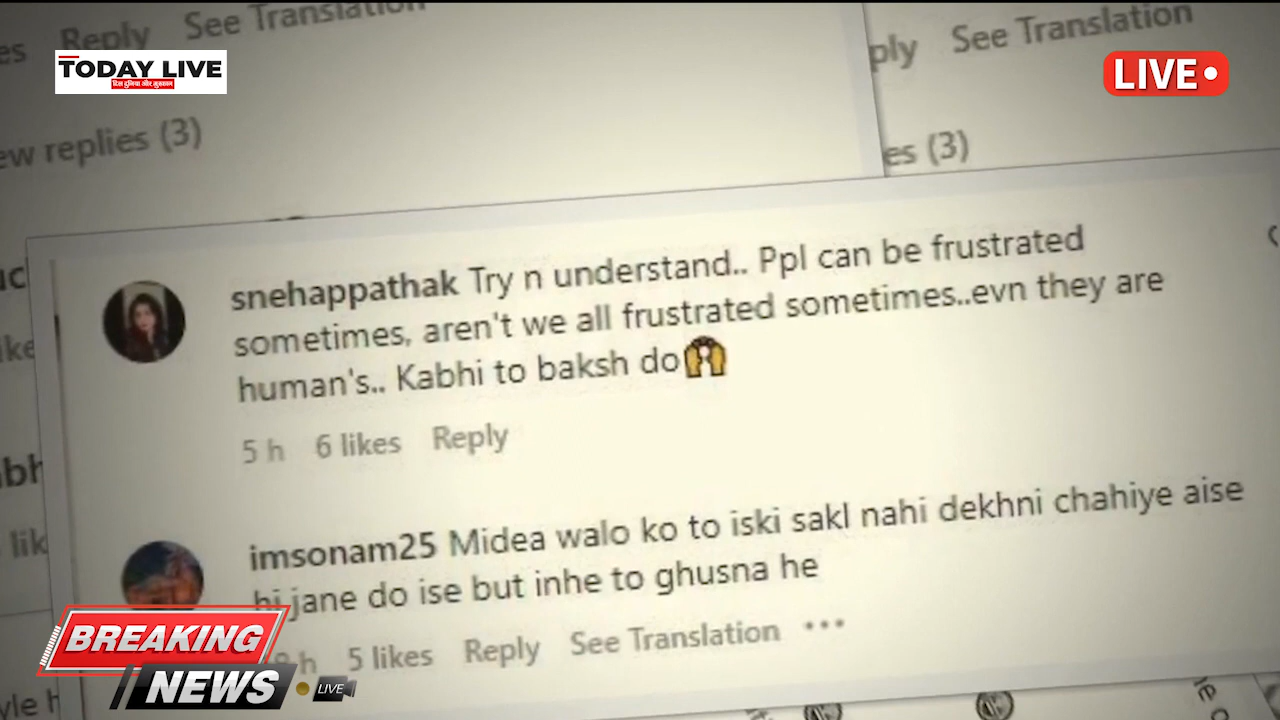 Reply See Translation
ply See Translation
TODAY LIVE
LIVE
ew replies (3)
es (3)
snehappathak Try n understand.. Ppl can be frustrated
sometimes, aren't we all frustrated sometimes..evn they are
human's.. Kabhi to baksh do🙌
5 h 6 likes Reply
imsonam25 Midea walo ko to iski sakl nahi dekhni chahiye aise
hi jane do ise but inhe to ghusna he
h 5 likes Reply See Translation •••
BREAKING
NEWS LIVE